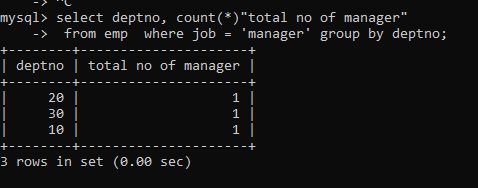 -> ^C
mysql> select deptno, count(*)"total no of manager"
    ->  from emp  where job = 'manager' group by deptno;
+--------+---------------------+
| deptno | total no of manager |
+--------+---------------------+
|     20 |                   1 |
|     30 |                   1 |
|     10 |                   1 |
+--------+---------------------+
3 rows in set (0.00 sec)